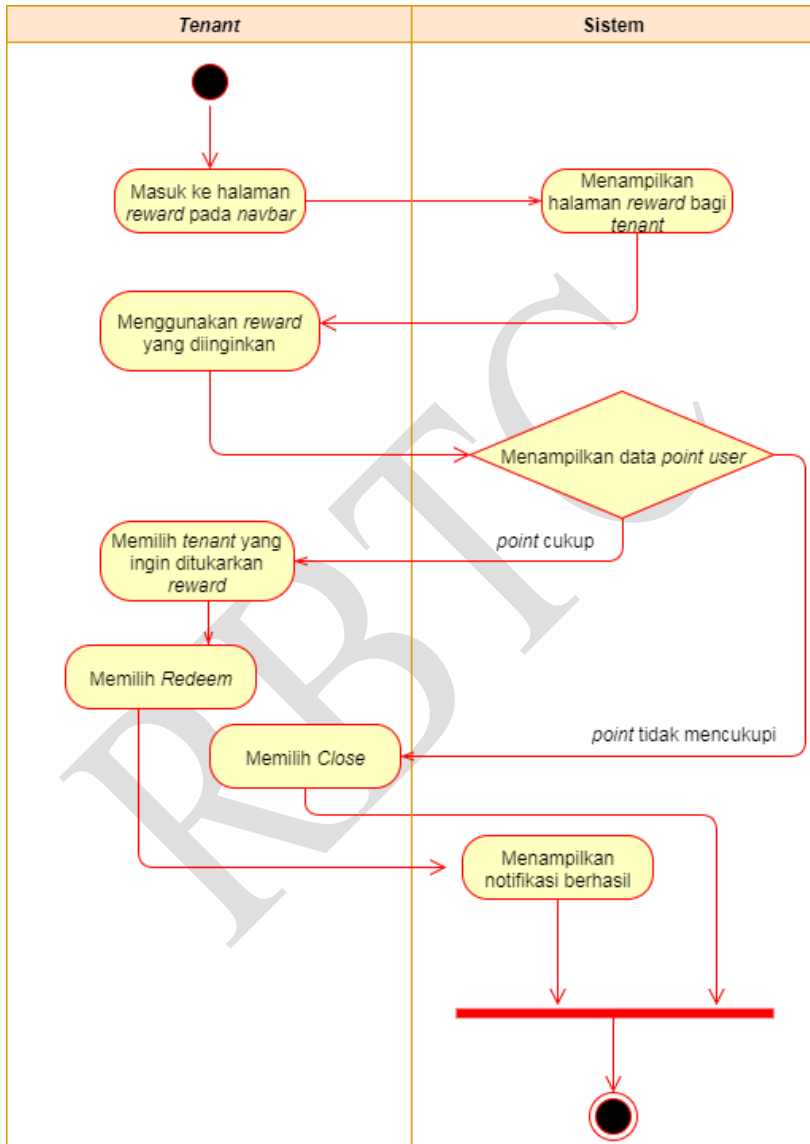 Tenant
Sistem
Masuk ke halaman
reward pada navbar
Menampilkan
halaman reward bagi
tenant
Menggunakan reward
yang diinginkan
Menampilkan data point user
point cukup
Memilih tenant yang
ingin ditukarkan
reward
Memilih Redeem
point tidak mencukupi
Memilih Close
Menampilkan
notifikasi berhasil
RBTC